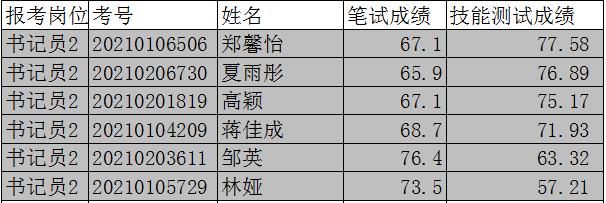 报考岗位 考号 姓名 笔试成绩 技能测试成绩
书记员2 20210106506 郑馨怡 67.1 77.58
书记员2 20210206730 夏雨彤 65.9 76.89
书记员2 20210201819 高颖 67.1 75.17
书记员2 20210104209 蒋佳成 68.7 71.93
书记员2 20210203611 邹英 76.4 63.32
书记员2 20210105729 林娅 73.5 57.21